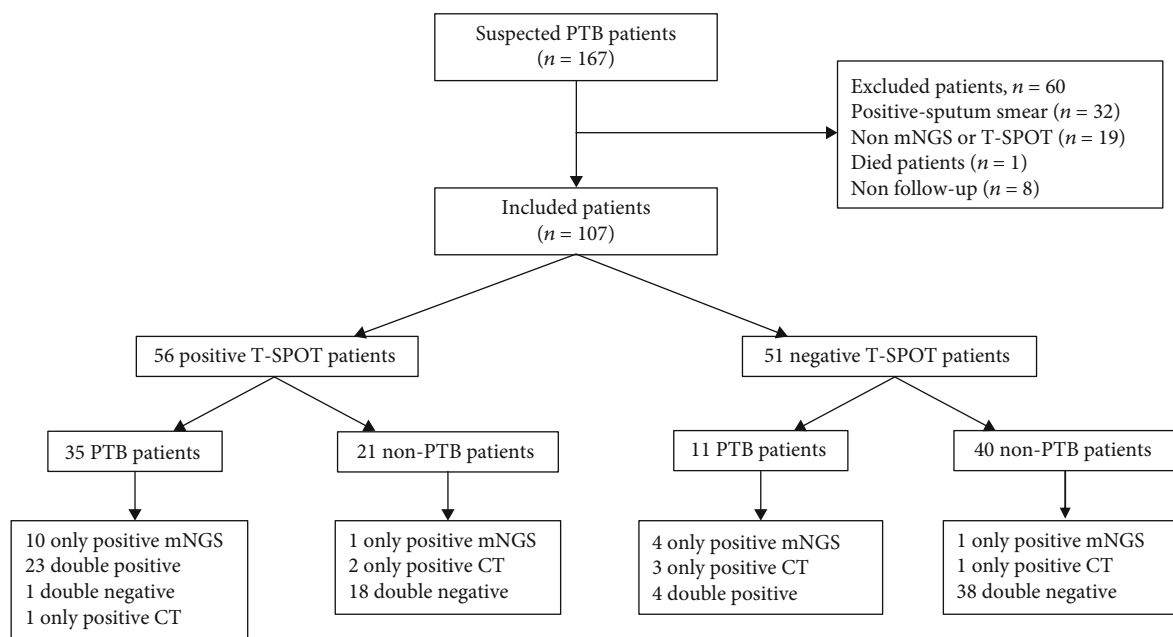 Suspected PTB patients
(n = 167)
Excluded patients, n = 60
Positive-sputum smear (n = 32)
Non mNGS or T-SPOT (n = 19)
Died patients (n = 1)
Non follow-up (n = 8)
Included patients
(n = 107)
56 positive T-SPOT patients
51 negative T-SPOT patients
35 PTB patients
21 non-PTB patients
11 PTB patients
40 non-PTB patients
10 only positive mNGS
23 double positive
1 double negative
1 only positive CT
1 only positive mNGS
2 only positive CT
18 double negative
4 only positive mNGS
3 only positive CT
4 double positive
1 only positive mNGS
1 only positive CT
38 double negative